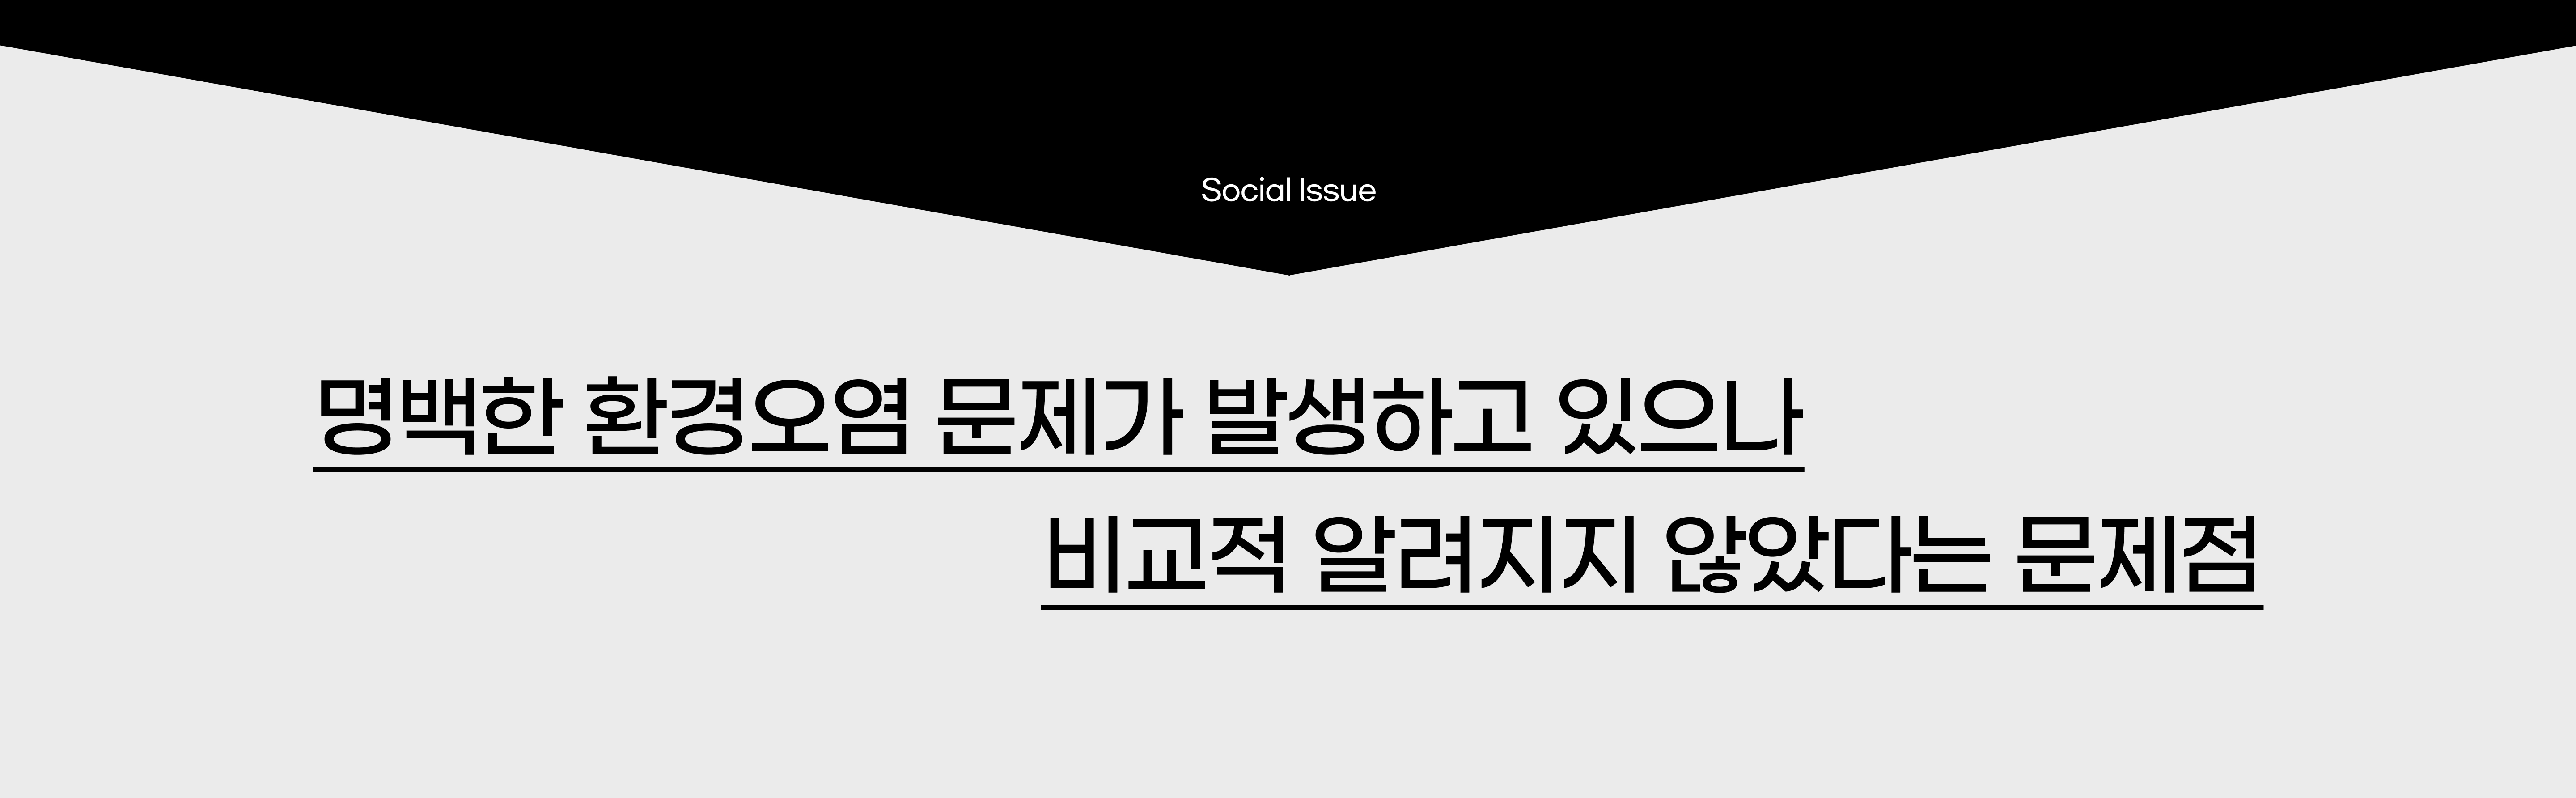 Social Issue
명백한 환경오염 문제가 발생하고 있으나
비교적 알려지지 않았다는 문제점